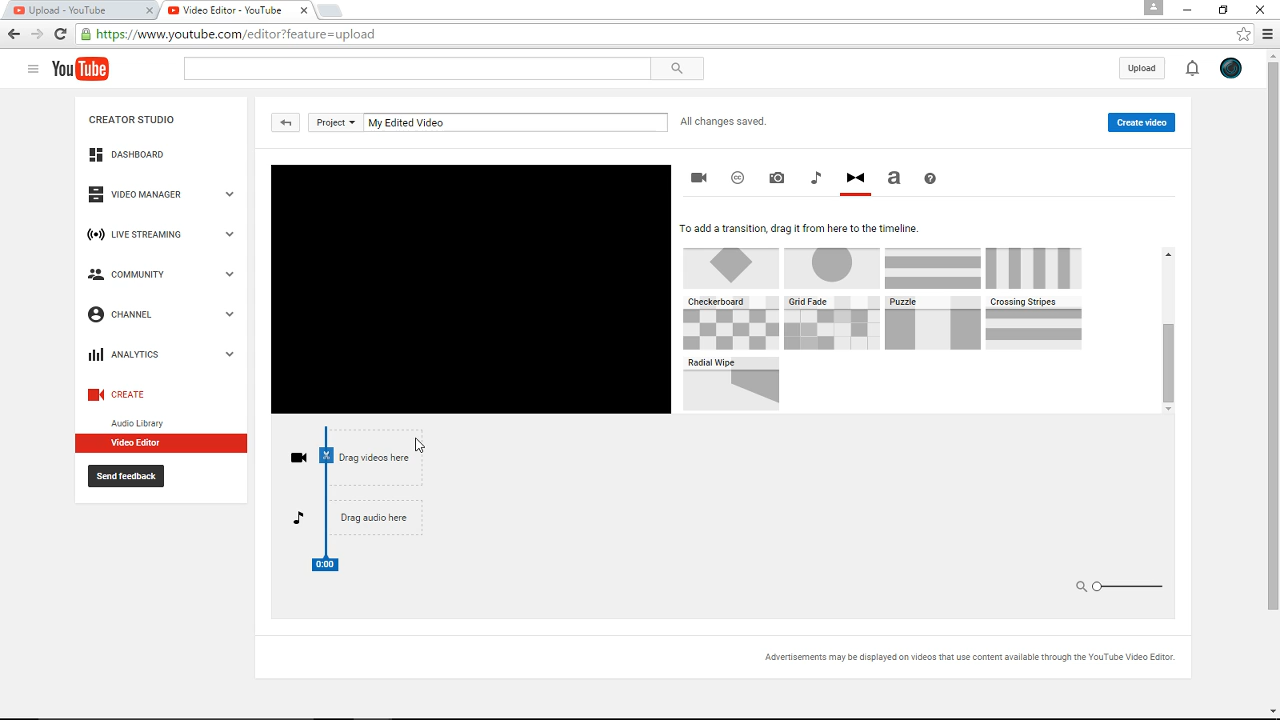 Upload - YouTube
Video Editor - YouTube
https://www.youtube.com/editor?feature=upload
YouTube
Upload
CREATOR STUDIO
DASHBOARD
VIDEO MANAGER
LIVE STREAMING
COMMUNITY
CHANNEL
ANALYTICS
CREATE
Audio Library
Video Editor
Send feedback
Project
My Edited Video
All changes saved.
Create video
CC
a
?
To add a transition, drag it from here to the timeline.
Checkerboard
Grid Fade
Puzzle
Crossing Stripes
Radial Wipe
Drag videos here
Drag audio here
0:00
Advertisements may be displayed on videos that use content available through the YouTube Video Editor.